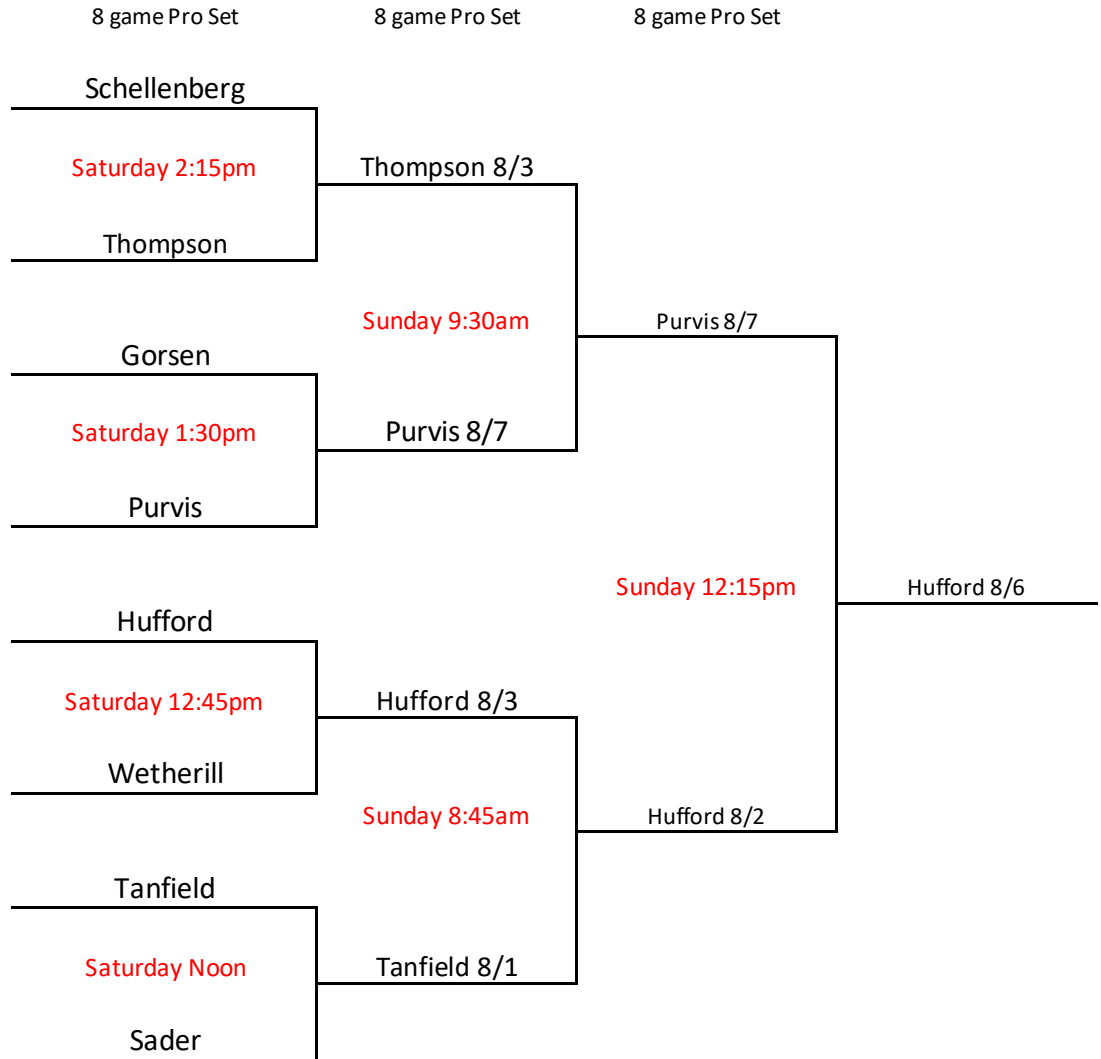 8 game Pro Set 8 game Pro Set 8 game Pro Set
Schellenberg
Saturday 2:15pm
Thompson 8/3
Thompson
Sunday 9:30am
Purvis 8/7
Gorsen
Saturday 1:30pm
Purvis 8/7
Purvis
Sunday 12:15pm
Hufford 8/6
Hufford
Saturday 12:45pm
Hufford 8/3
Wetherill
Sunday 8:45am
Hufford 8/2
Tanfield
Saturday Noon
Tanfield 8/1
Sader